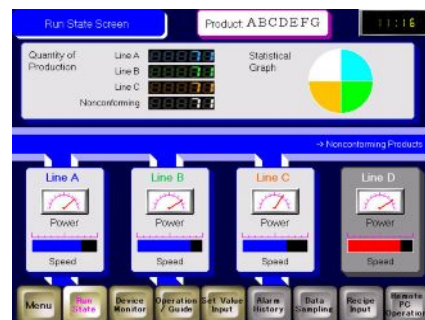 Run State Screen
Product: ABCDEFG
11:16
Quantity of Production
Line A
Line B
Line C
Nonconforming
Statistical Graph
-> Nonconforming Products
Line A
Power
Speed
Line B
Power
Speed
Line C
Power
Speed
Line D
Power
Speed
Menu
Run State
Device Monitor
Operation / Guide
Set Value Input
Alarm History
Data Sampling
Recipe Input
Remote PC Operation